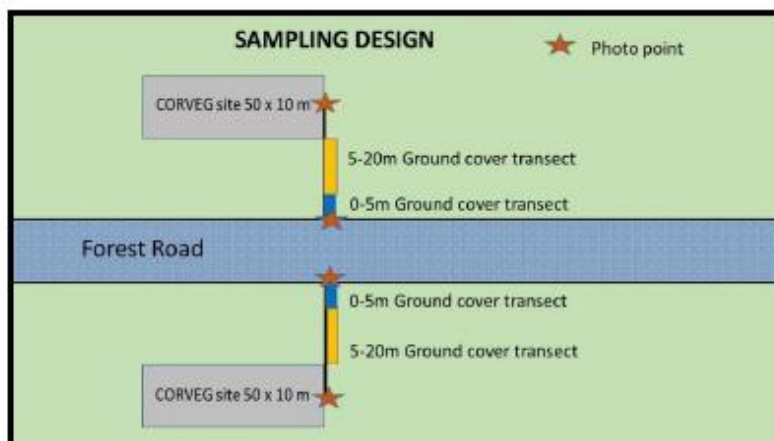 SAMPLING DESIGN
Photo point
CORVEG site 50 x 10 m
5-20m Ground cover transect
0-5m Ground cover transect
Forest Road
0-5m Ground cover transect
5-20m Ground cover transect
CORVEG site 50 x 10 m